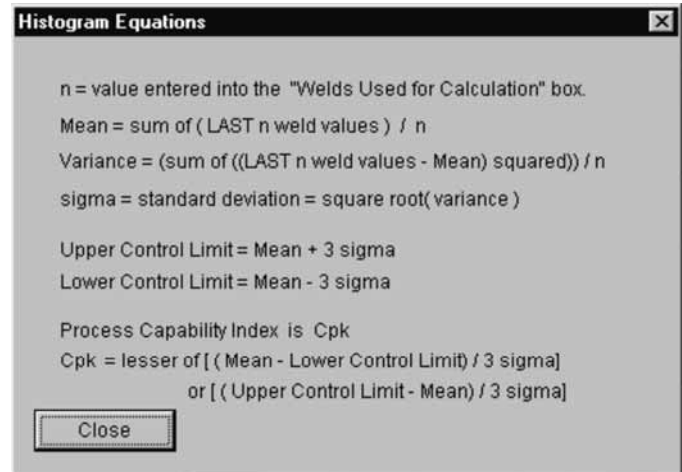 Histogram Equations
n = value entered into the "Welds Used for Calculation" box.
Mean = sum of ( LAST n weld values ) / n
Variance = (sum of ((LAST n weld values - Mean) squared)) / n
sigma = standard deviation = square root( variance )
Upper Control Limit = Mean + 3 sigma
Lower Control Limit = Mean - 3 sigma
Process Capability Index is Cpk
Cpk = lesser of [ ( Mean - Lower Control Limit) / 3 sigma]
or [ ( Upper Control Limit - Mean) / 3 sigma]
Close